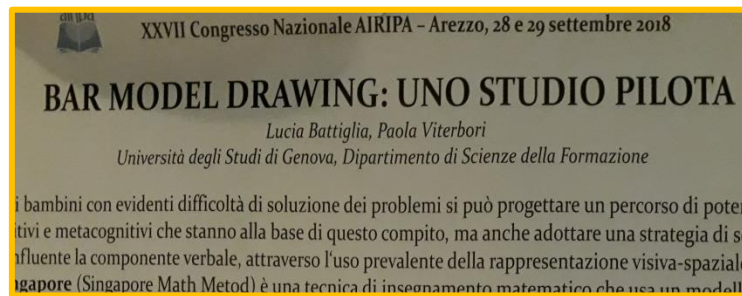 XXVII Congresso Nazionale AIRIPA – Arezzo, 28 e 29 settembre 2018
BAR MODEL DRAWING: UNO STUDIO PILOTA
Lucia Battiglia, Paola Viterbori
Università degli Studi di Genova, Dipartimento di Scienze della Formazione
i bambini con evidenti difficoltà di soluzione dei problemi si può progettare un percorso di poter
itivi e metacognitivi che stanno alla base di questo compito, ma anche adottare una strategia di s
nfluente la componente verbale, attraverso l'uso prevalente della rappresentazione visiva-spaziale
ngapore (Singapore Math Metod) è una tecnica di insegnamento matematico che usa un modell